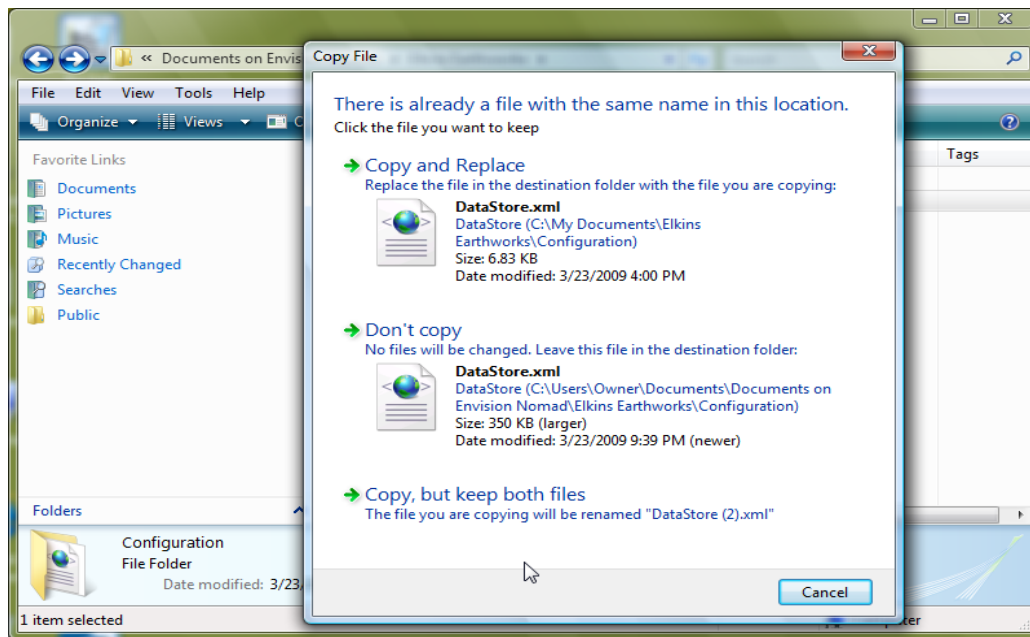 « Documents on Envis
File Edit View Tools Help
Organize Views C
Favorite Links
Documents
Pictures
Music
Recently Changed
Searches
Public
Folders
Configuration
File Folder
Date modified: 3/23,
1 item selected
Copy File
There is already a file with the same name in this location.
Click the file you want to keep
Copy and Replace
Replace the file in the destination folder with the file you are copying:
DataStore.xml
DataStore (C:\My Documents\Elkins
Earthworks\Configuration)
Size: 6.83 KB
Date modified: 3/23/2009 4:00 PM
Don't copy
No files will be changed. Leave this file in the destination folder:
DataStore.xml
DataStore (C:\Users\Owner\Documents\Documents on
Envision Nomad\Elkins Earthworks\Configuration)
Size: 350 KB (larger)
Date modified: 3/23/2009 9:39 PM (newer)
Copy, but keep both files
The file you are copying will be renamed "DataStore (2).xml"
Cancel
Tags
ter